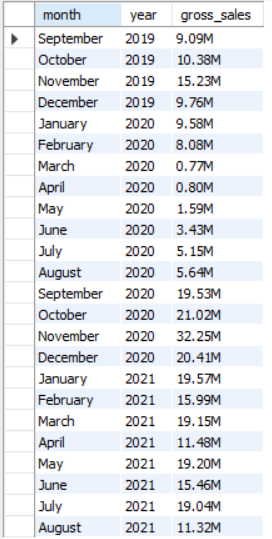 month year gross_sales
September 2019 9.09M
October 2019 10.38M
November 2019 15.23M
December 2019 9.76M
January 2020 9.58M
February 2020 8.08M
March 2020 0.77M
April 2020 0.80M
May 2020 1.59M
June 2020 3.43M
July 2020 5.15M
August 2020 5.64M
September 2020 19.53M
October 2020 21.02M
November 2020 32.25M
December 2020 20.41M
January 2021 19.57M
February 2021 15.99M
March 2021 19.15M
April 2021 11.48M
May 2021 19.20M
June 2021 15.46M
July 2021 19.04M
August 2021 11.32M